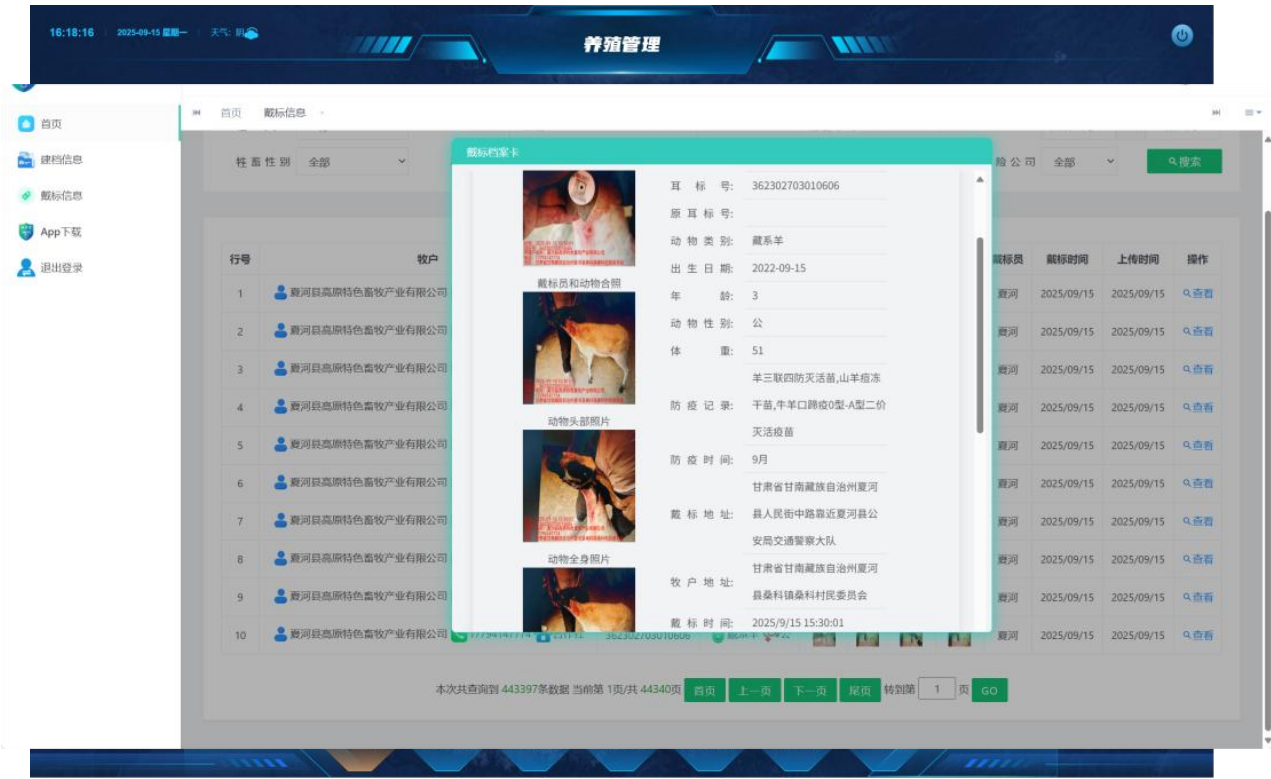 16:18:16 2025-09-15 星期一 天气: 阴
养殖管理
首页 戴标信息
首页
建档信息
戴标信息
App下载
退出登录
牲畜性别 全部
险公司 全部 搜索
戴标档案卡
耳标号: 362302703010606
原耳标号:
动物类别: 藏系羊
出生日期: 2022-09-15
年龄: 3
动物性别: 公
体重: 51
防疫记录: 羊三联四防灭活苗,山羊痘冻
干苗,牛羊口蹄疫O型-A型二价
灭活疫苗
防疫时间: 9月
戴标地址: 甘肃省甘南藏族自治州夏河
县人民街中路靠近夏河县公
安局交通警察大队
牧户地址: 甘肃省甘南藏族自治州夏河
县桑科镇桑科村民委员会
戴标时间: 2025/9/15 15:30:01
戴标员和动物合照
动物头部照片
动物全身照片
行号 牧户 戴标员 戴标时间 上传时间 操作
1 夏河县高原特色畜牧产业有限公司 夏河 2025/09/15 2025/09/15 查看
2 夏河县高原特色畜牧产业有限公司 夏河 2025/09/15 2025/09/15 查看
3 夏河县高原特色畜牧产业有限公司 夏河 2025/09/15 2025/09/15 查看
4 夏河县高原特色畜牧产业有限公司 夏河 2025/09/15 2025/09/15 查看
5 夏河县高原特色畜牧产业有限公司 夏河 2025/09/15 2025/09/15 查看
6 夏河县高原特色畜牧产业有限公司 夏河 2025/09/15 2025/09/15 查看
7 夏河县高原特色畜牧产业有限公司 夏河 2025/09/15 2025/09/15 查看
8 夏河县高原特色畜牧产业有限公司 夏河 2025/09/15 2025/09/15 查看
9 夏河县高原特色畜牧产业有限公司 夏河 2025/09/15 2025/09/15 查看
10 夏河县高原特色畜牧产业有限公司 362302703010606 夏河 2025/09/15 2025/09/15 查看
本次共查询到 443397条数据 当前第 1页/共 44340页 首页 上一页 下一页 尾页 转到第 1 页 GO